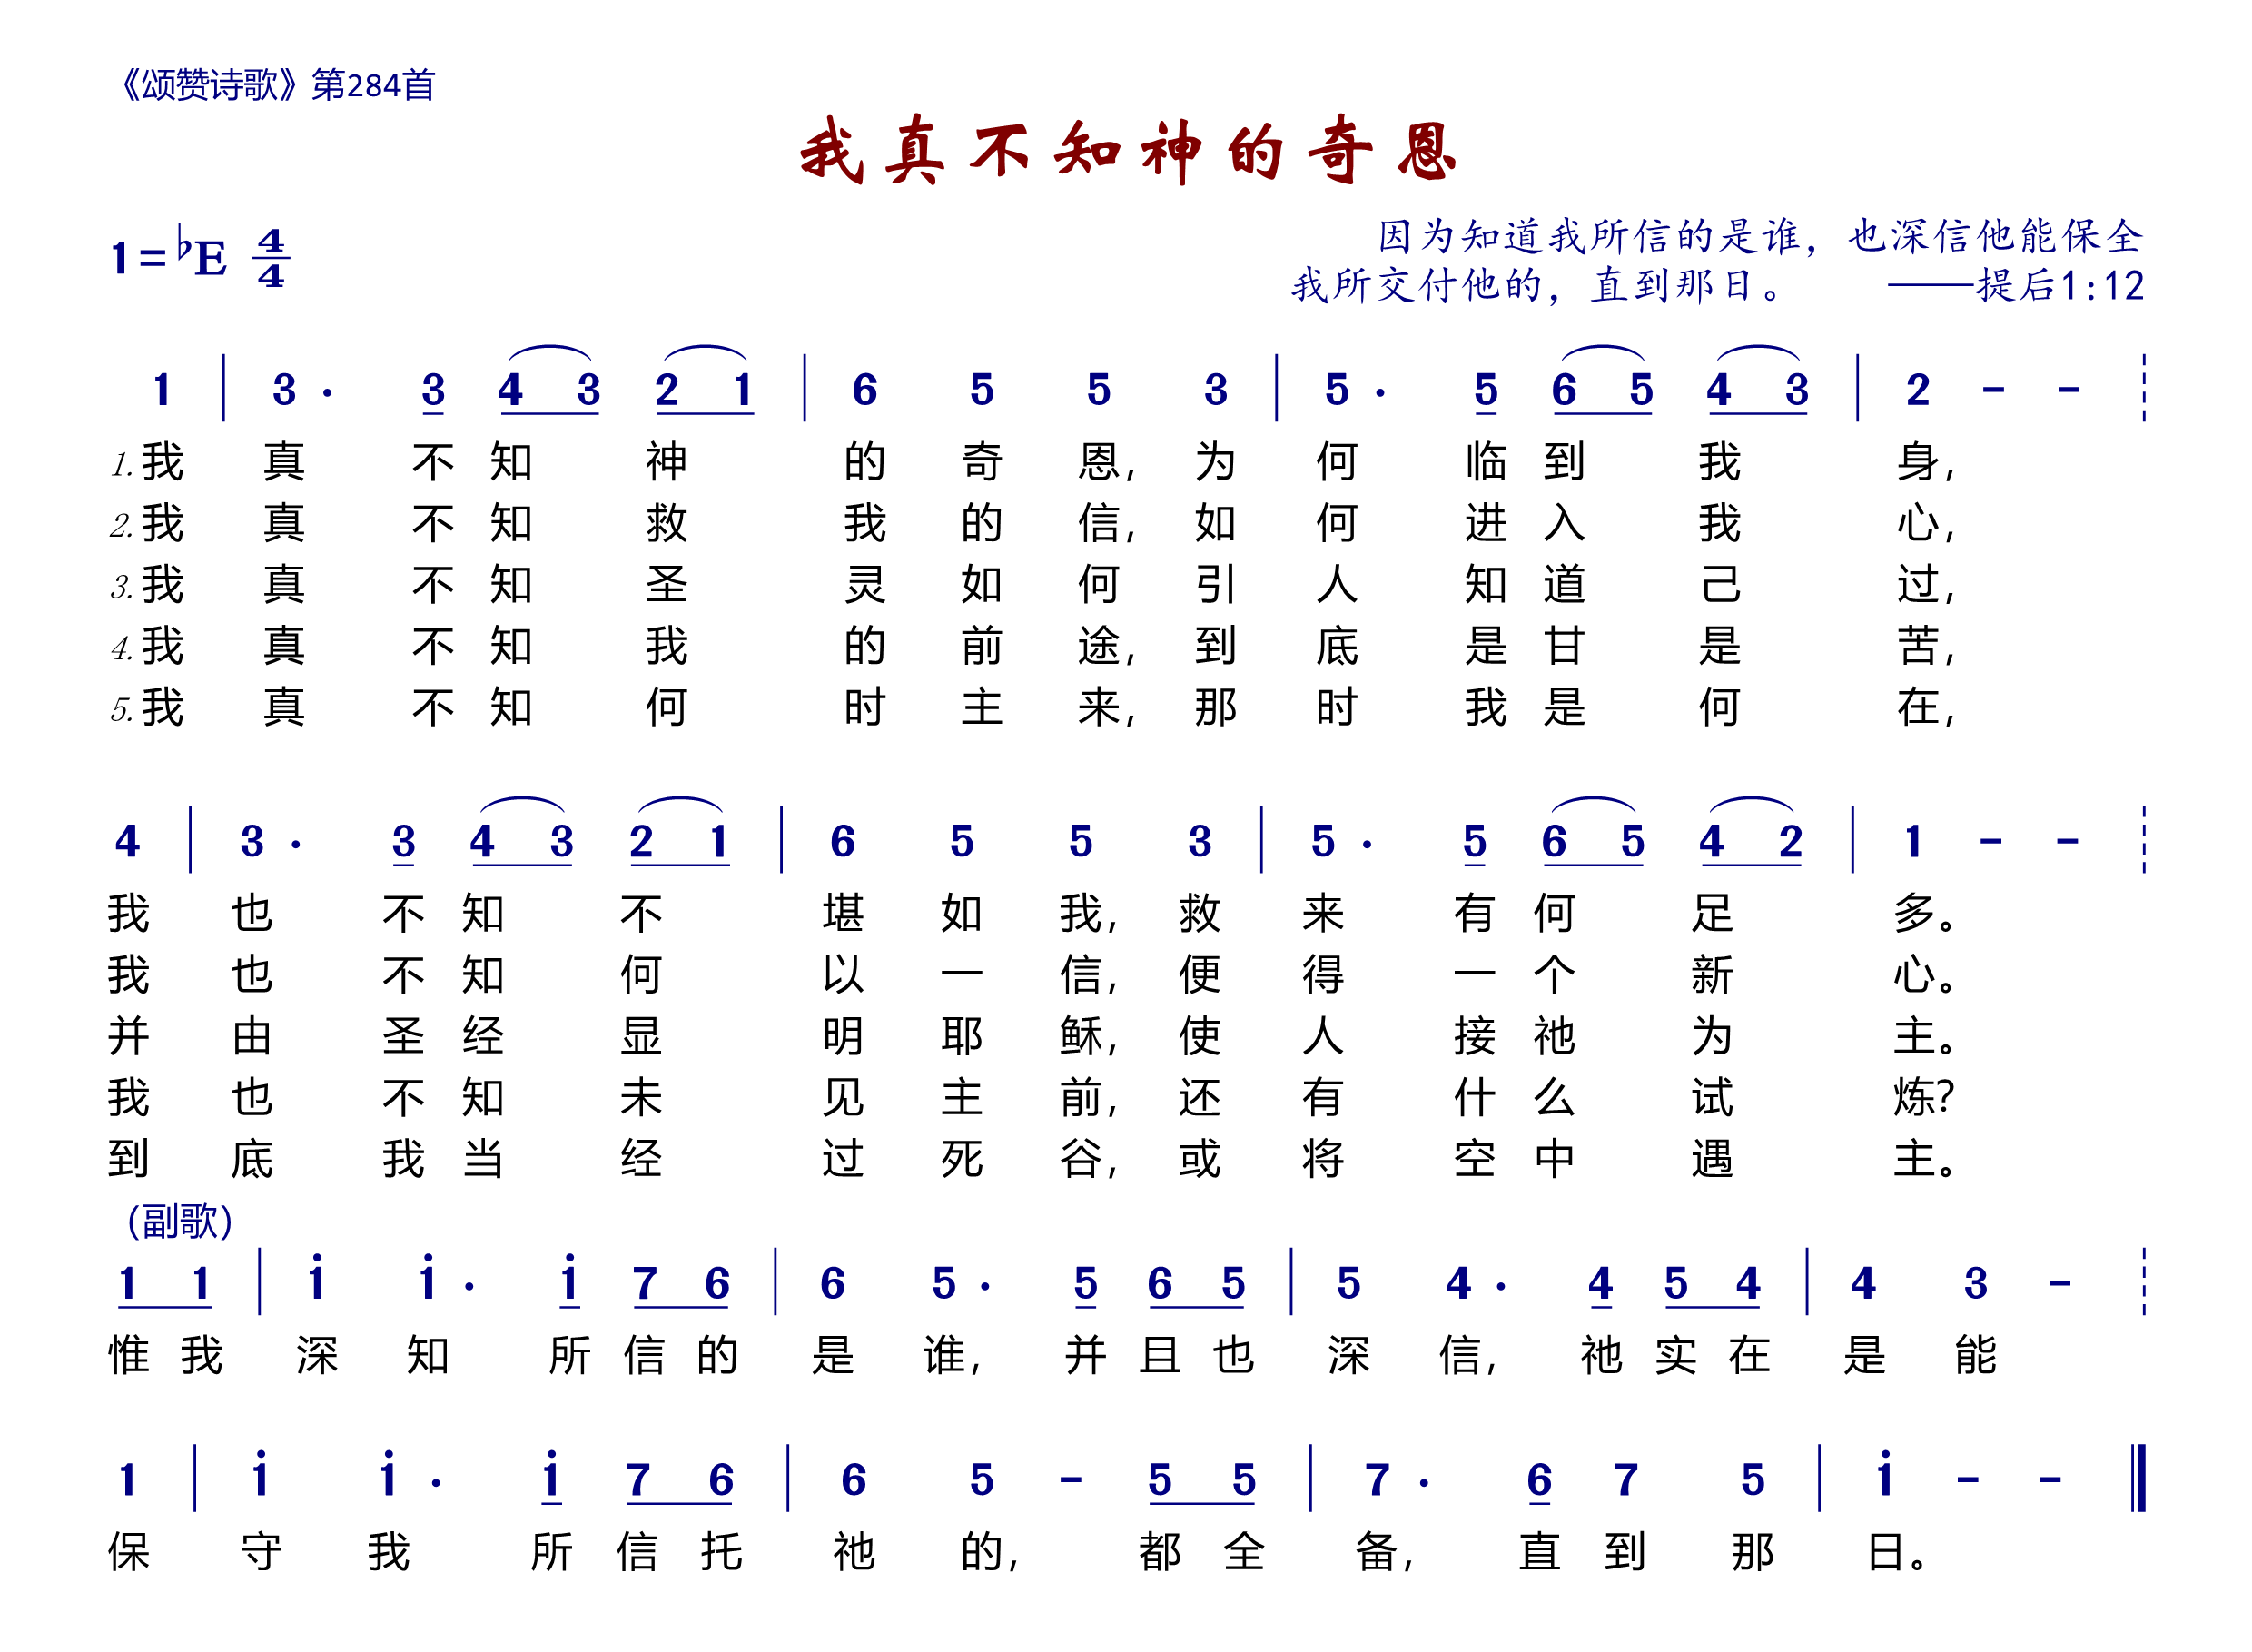 《颂赞诗歌》第284首
我真不知神的奇恩
1=♭E 4/4
因为知道我所信的是谁，也深信他能保全
我所交付他的，直到那日。 ——提后1:12
1 | 3· 3 4 3 2 1 | 6 5 5 3 | 5· 5 6 5 4 3 | 2 - - ¦
1.我真不知神的奇恩，为何临到我身，
2.我真不知救我的信，如何进入我心，
3.我真不知圣灵如何引人知道己过，
4.我真不知我的前途，到底是甘是苦，
5.我真不知何时主来，那时我是何在，
4 | 3· 3 4 3 2 1 | 6 5 5 3 | 5· 5 6 5 4 2 | 1 - - ¦
我也不知不堪如我，救来有何足多。
我也不知何以一信，便得一个新心。
并由圣经显明耶稣，使人接祂为主。
我也不知未见主前，还有什么试炼？
到底我当经过死谷，或将空中遇主。
（副歌）
1 1 | i i· i 7 6 | 6 5· 5 6 5 | 5 4· 4 5 4 | 4 3 - ¦
惟我深知所信的是谁，并且也深信，祂实在是能
1 | i i· i 7 6 | 6 5 - 5 5 | 7· 6 7 5 | i - - ‖
保守我所信托祂的，都全备，直到那日。